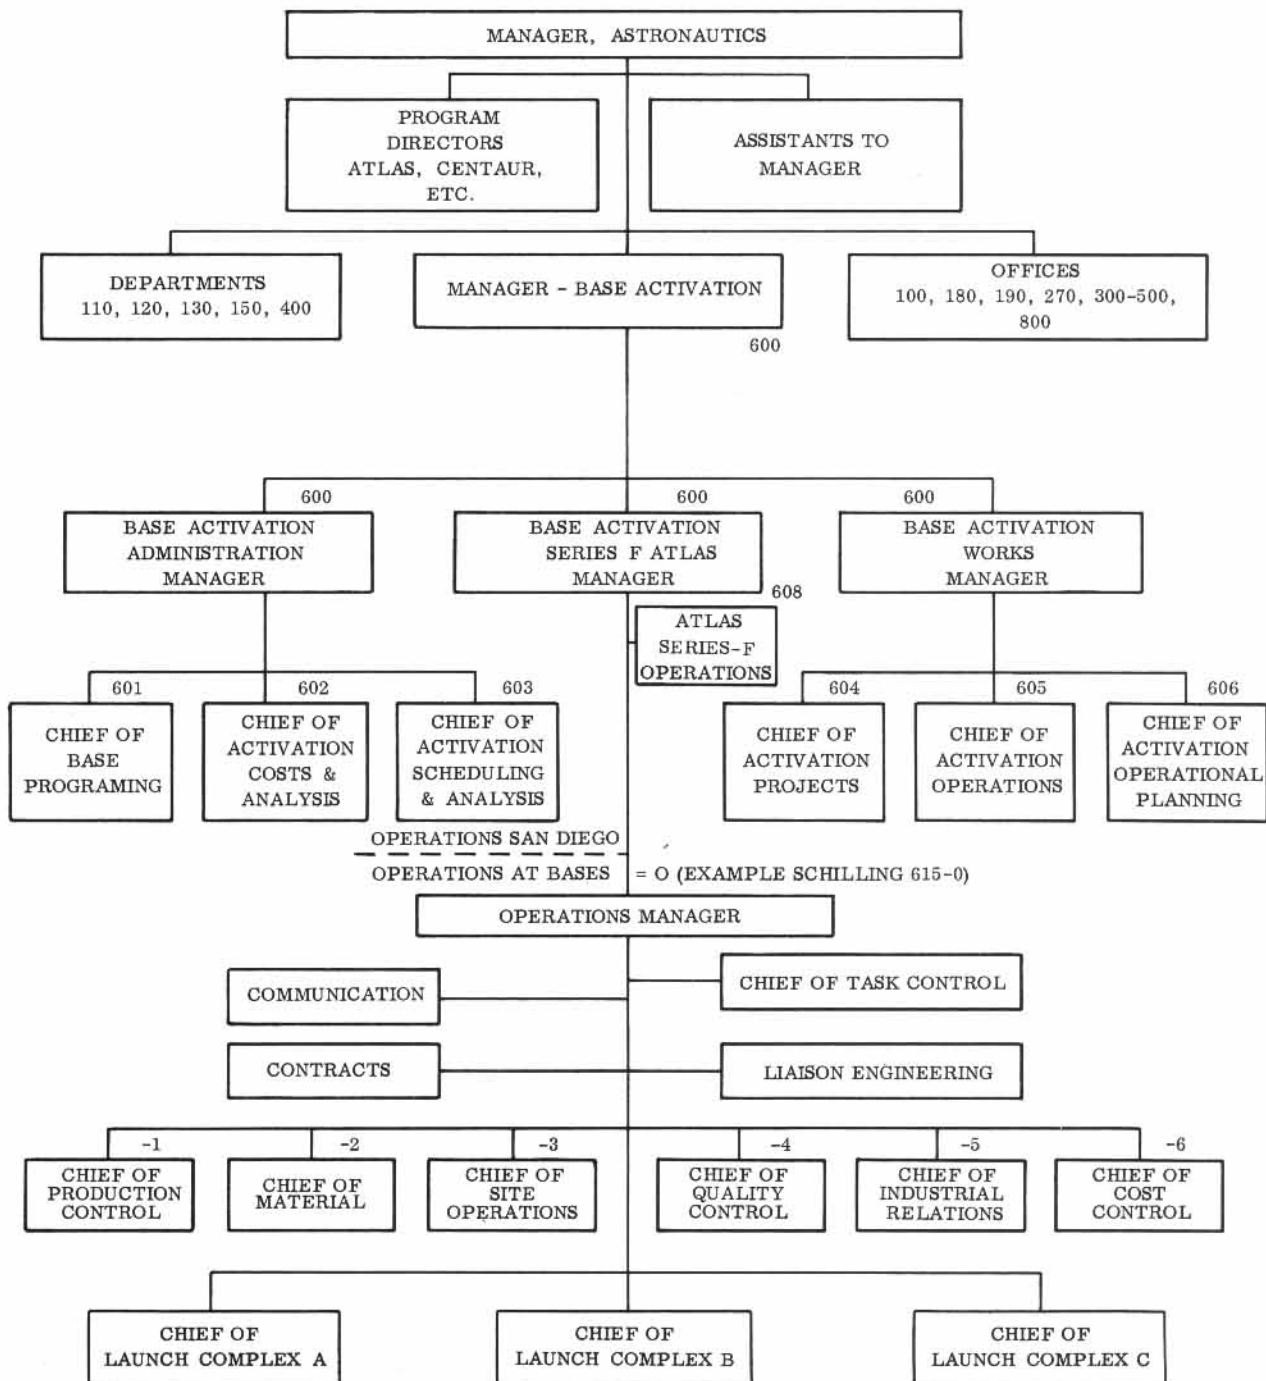 MANAGER, ASTRONAUTICS
PROGRAM
DIRECTORS
ATLAS, CENTAUR,
ETC.
ASSISTANTS TO
MANAGER
DEPARTMENTS
110, 120, 130, 150, 400
MANAGER - BASE ACTIVATION
600
OFFICES
100, 180, 190, 270, 300-500,
800
600
BASE ACTIVATION
ADMINISTRATION
MANAGER
600
BASE ACTIVATION
SERIES F ATLAS
MANAGER
600
BASE ACTIVATION
WORKS
MANAGER
608
ATLAS
SERIES-F
OPERATIONS
601
CHIEF OF
BASE
PROGRAMING
602
CHIEF OF
ACTIVATION
COSTS &
ANALYSIS
603
CHIEF OF
ACTIVATION
SCHEDULING
& ANALYSIS
604
CHIEF OF
ACTIVATION
PROJECTS
605
CHIEF OF
ACTIVATION
OPERATIONS
606
CHIEF OF
ACTIVATION
OPERATIONAL
PLANNING
OPERATIONS SAN DIEGO
OPERATIONS AT BASES = O (EXAMPLE SCHILLING 615-0)
OPERATIONS MANAGER
COMMUNICATION
CHIEF OF TASK CONTROL
CONTRACTS
LIAISON ENGINEERING
-1
CHIEF OF
PRODUCTION
CONTROL
-2
CHIEF OF
MATERIAL
-3
CHIEF OF
SITE
OPERATIONS
-4
CHIEF OF
QUALITY
CONTROL
-5
CHIEF OF
INDUSTRIAL
RELATIONS
-6
CHIEF OF
COST
CONTROL
CHIEF OF
LAUNCH COMPLEX A
CHIEF OF
LAUNCH COMPLEX B
CHIEF OF
LAUNCH COMPLEX C